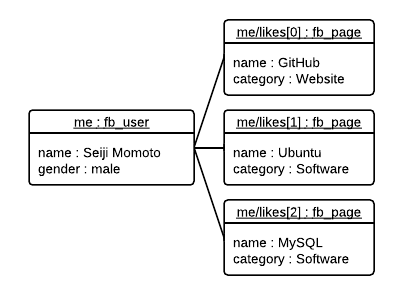 me : fb_user
name : Seiji Momoto
gender : male
me/likes[0] : fb_page
name : GitHub
category : Website
me/likes[1] : fb_page
name : Ubuntu
category : Software
me/likes[2] : fb_page
name : MySQL
category : Software